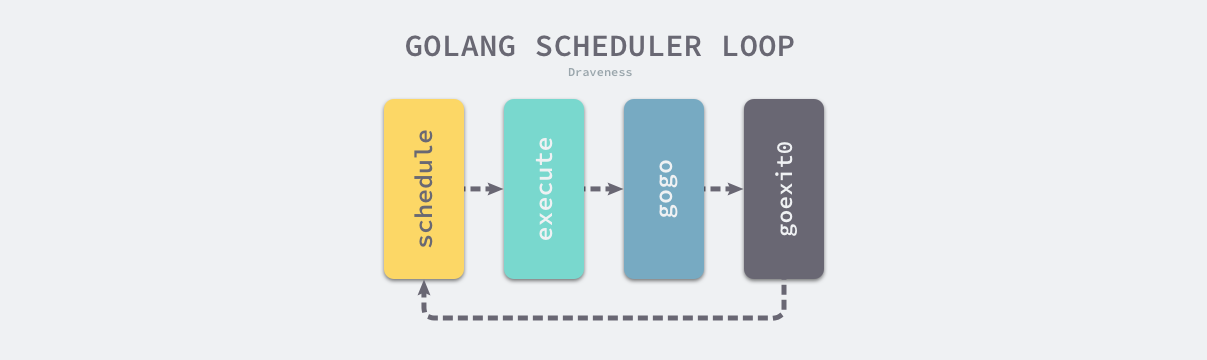 GOLANG SCHEDULER LOOP
Draveness
schedule
execute
gogo
goexit0